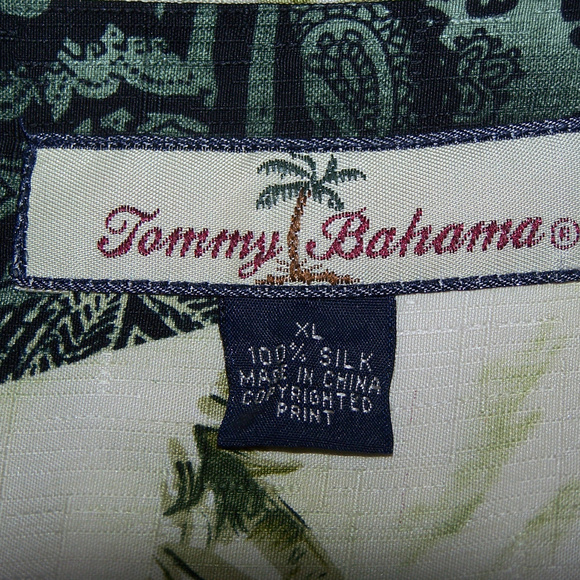 Tommy Bahama®
XL
100% SILK
MADE IN CHINA
COPYRIGHTED
PRINT